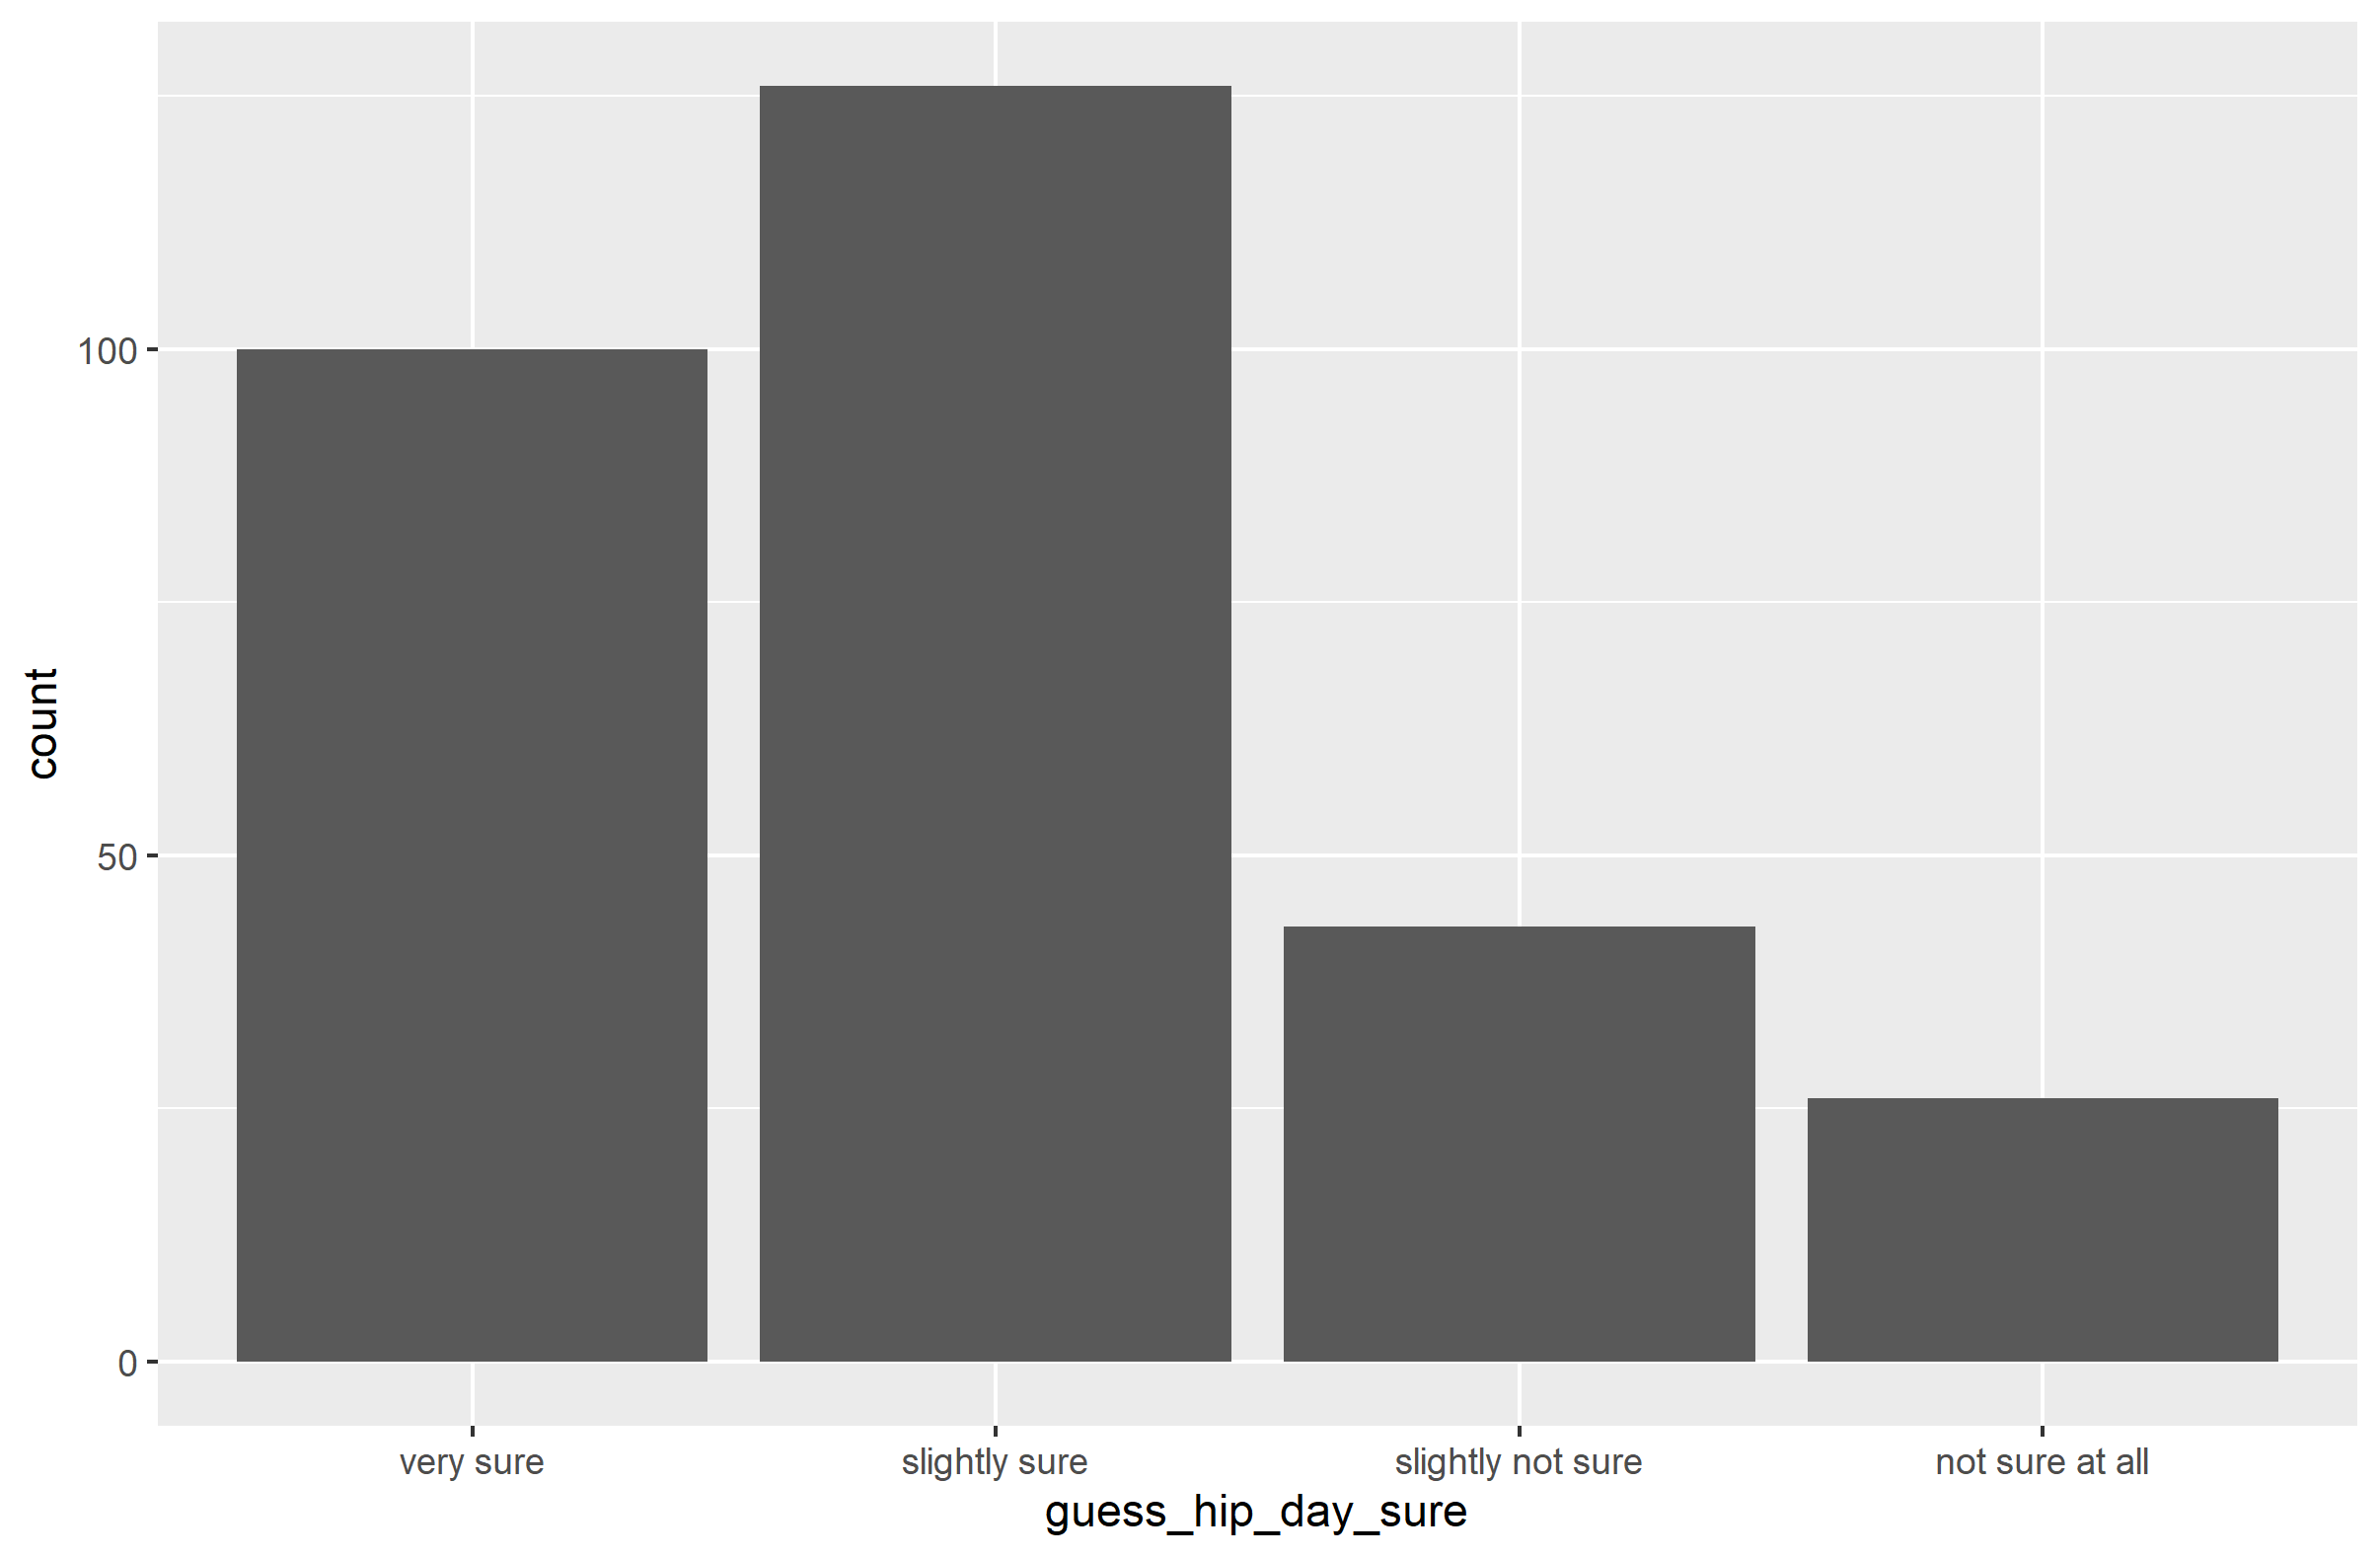 count
100
50
0
very sure
slightly sure
slightly not sure
not sure at all
guess_hip_day_sure